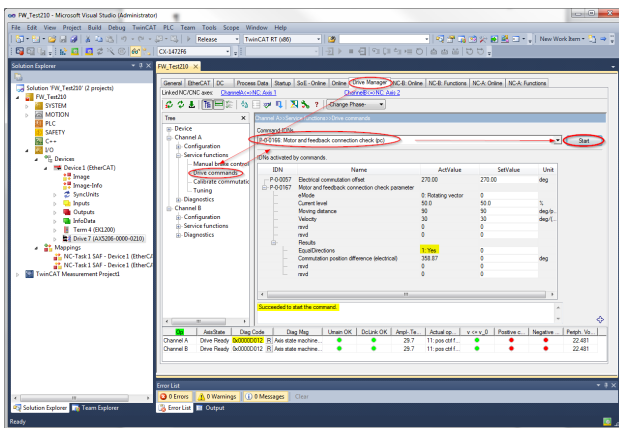 FW_Test210 - Microsoft Visual Studio (Administrator)
File Edit View Project Build Debug TwinCAT PLC Team Tools Scope Window Help
Release TwinCAT RT (x86) New Work Item
CX-1472F6
Solution Explorer
FW_Test210
Solution 'FW_Test210' (2 projects)
FW_Test210
SYSTEM
MOTION
PLC
SAFETY
C++
I/O
Devices
Device 1 (EtherCAT)
Image
Image-Info
SyncUnits
Inputs
Outputs
InfoData
Term 4 (EK1200)
Drive 7 (AX5206-0000-0210)
Mappings
NC-Task 1 SAF - Device 1 (EtherCA
NC-Task 1 SAF - Device 1 (EtherCA
TwinCAT Measurement Project1
General EtherCAT DC Process Data Startup SoE - Online Online Drive Manager NC-B: Online NC-B: Functions NC-A: Online NC-A: Functions
Linked NC/CNC axes: ChannelA<>NC: Axis 1 ChannelB<>NC: Axis 2
Change Phase-
Tree X
Device
Channel A
Configuration
Service functions
Manual brake control
Drive commands
Calibrate commutatic
Tuning
Diagnostics
Channel B
Configuration
Service functions
Diagnostics
Channel A>>Service functions>>Drive commands
Command-IDNs
P-0-0166: Motor and feedback connection check (pc) Start
IDNs activated by commands.
IDN Name ActValue SetValue Unit
P-0-0057 Electrical commutation offset 270.00 270.00 deg
P-0-0167 Motor and feedback connection check parameter
eMode 0: Rotating vector 0
Current level 50.0 50.0 %
Moving distance 90 90 deg/p..
Velocity 30 30 deg/(..
rsvd 0 0
rsvd 0 0
Results
EqualDirections 1: Yes 0
Commutation position difference (electrical) 358.87 0 deg
rsvd 0 0
rsvd 0 0
Succeeded to start the command.
Op AxisState Diag Code Diag Msg Umain OK DcLink OK Ampl- Te... Actual op... v <= v_0 Positive c... Negative ... Periph. Vo...
Channel A Drive Ready 0x0000D012 R Axis state machine... 29.7 11: pos ctrl f... 22.481
Channel B Drive Ready 0x0000D012 R Axis state machine... 29.7 11: pos ctrl f... 22.481
Error List
0 Errors 0 Warnings 0 Messages Clear
Solution Explorer Team Explorer Error List Output
Ready